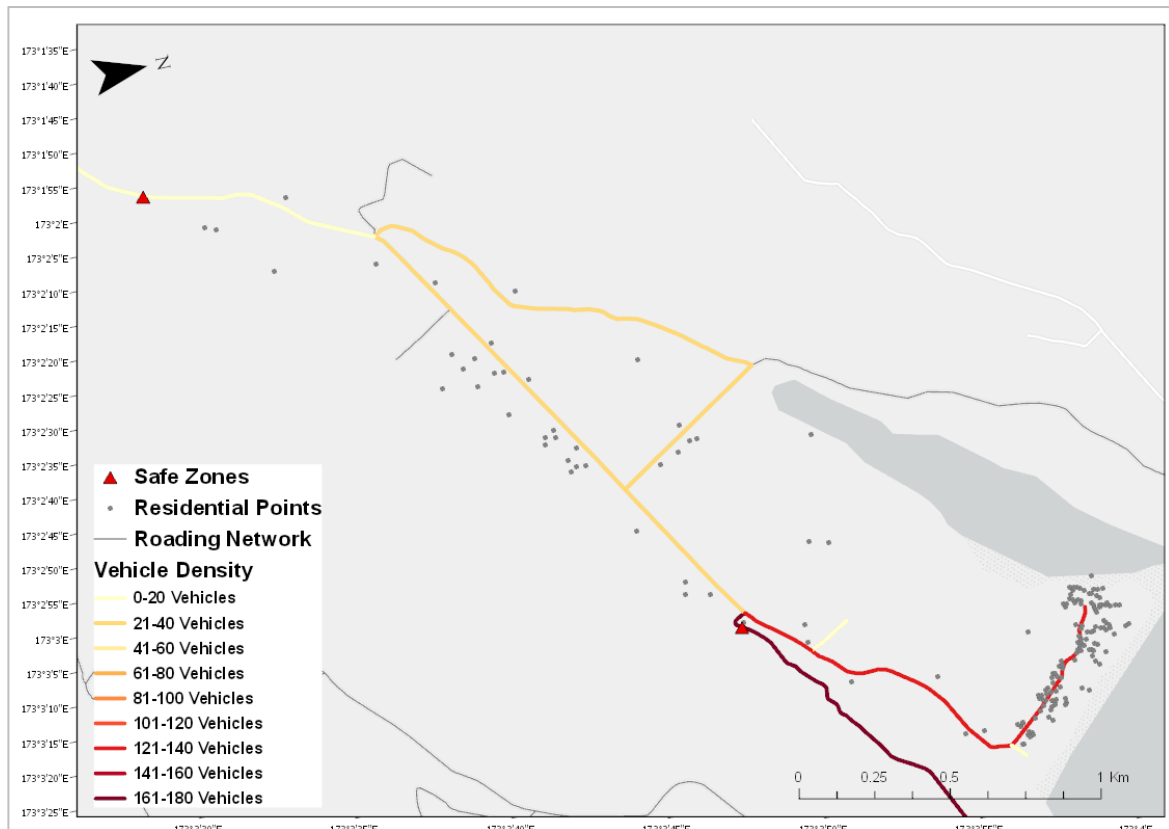 173°1'35"E
173°1'40"E
N
173°1'45"E
173°1'50"E
173°1'55"E
173°2'E
173°2'5"E
173°2'10"E
173°2'15"E
173°2'20"E
173°2'25"E
173°2'30"E
173°2'35"E
173°2'40"E
173°2'45"E
173°2'50"E
173°2'55"E
173°3'E
173°3'5"E
173°3'10"E
173°3'15"E
173°3'20"E
173°3'25"E
Safe Zones
Residential Points
Roading Network
Vehicle Density
0-20 Vehicles
21-40 Vehicles
41-60 Vehicles
61-80 Vehicles
81-100 Vehicles
101-120 Vehicles
121-140 Vehicles
141-160 Vehicles
161-180 Vehicles
0 0.25 0.5 1 Km